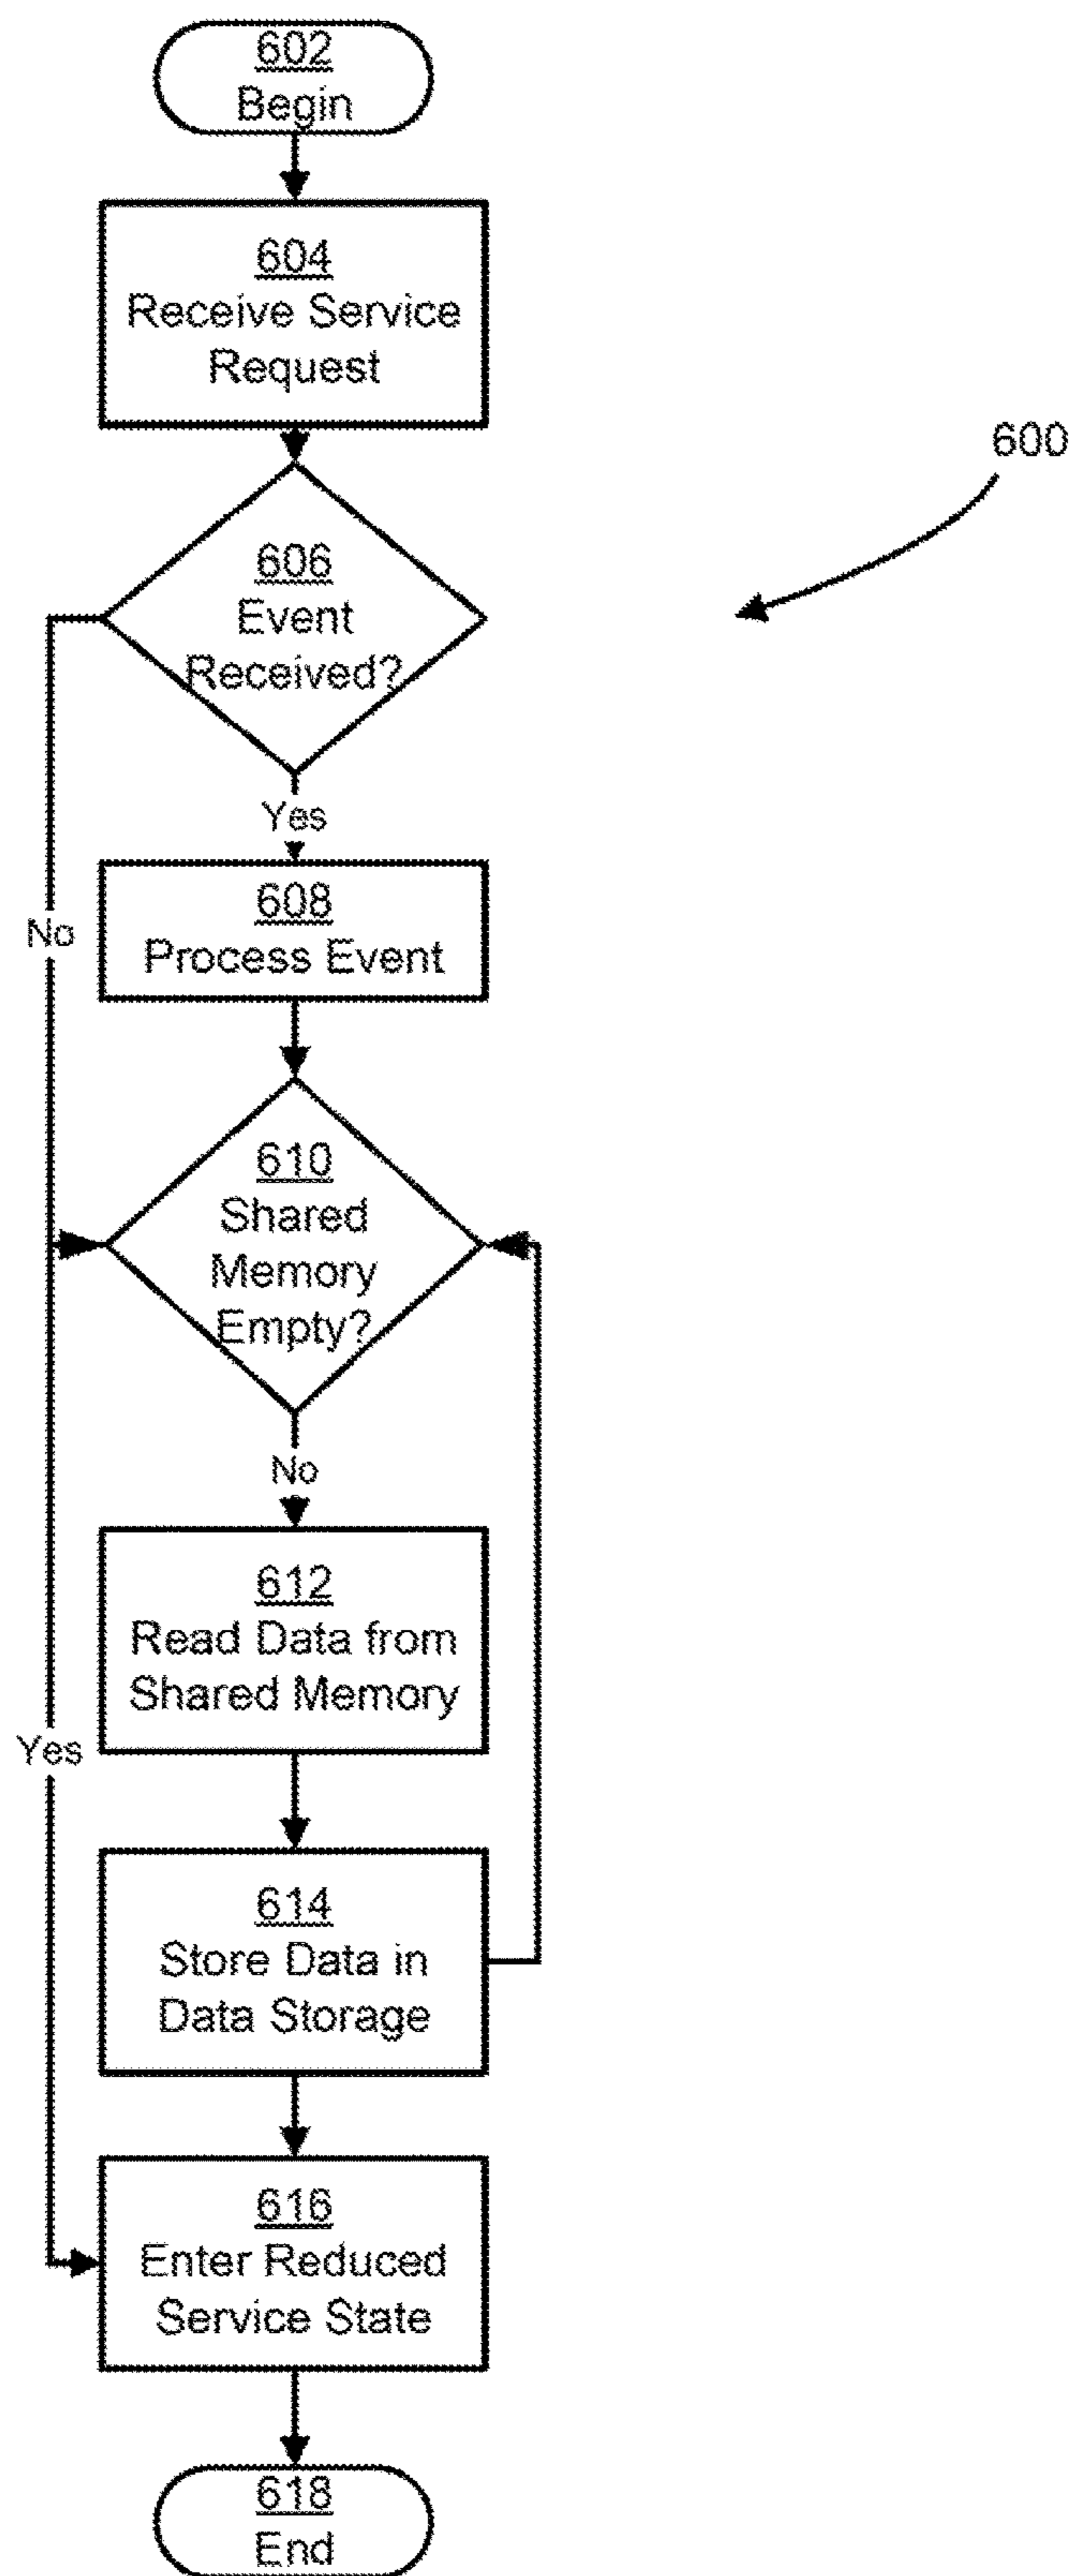 602
Begin
604
Receive Service
Request
600
606
Event
Received?
Yes
608
Process Event
No
610
Shared
Memory
Empty?
No
612
Read Data from
Shared Memory
Yes
614
Store Data in
Data Storage
616
Enter Reduced
Service State
618
End